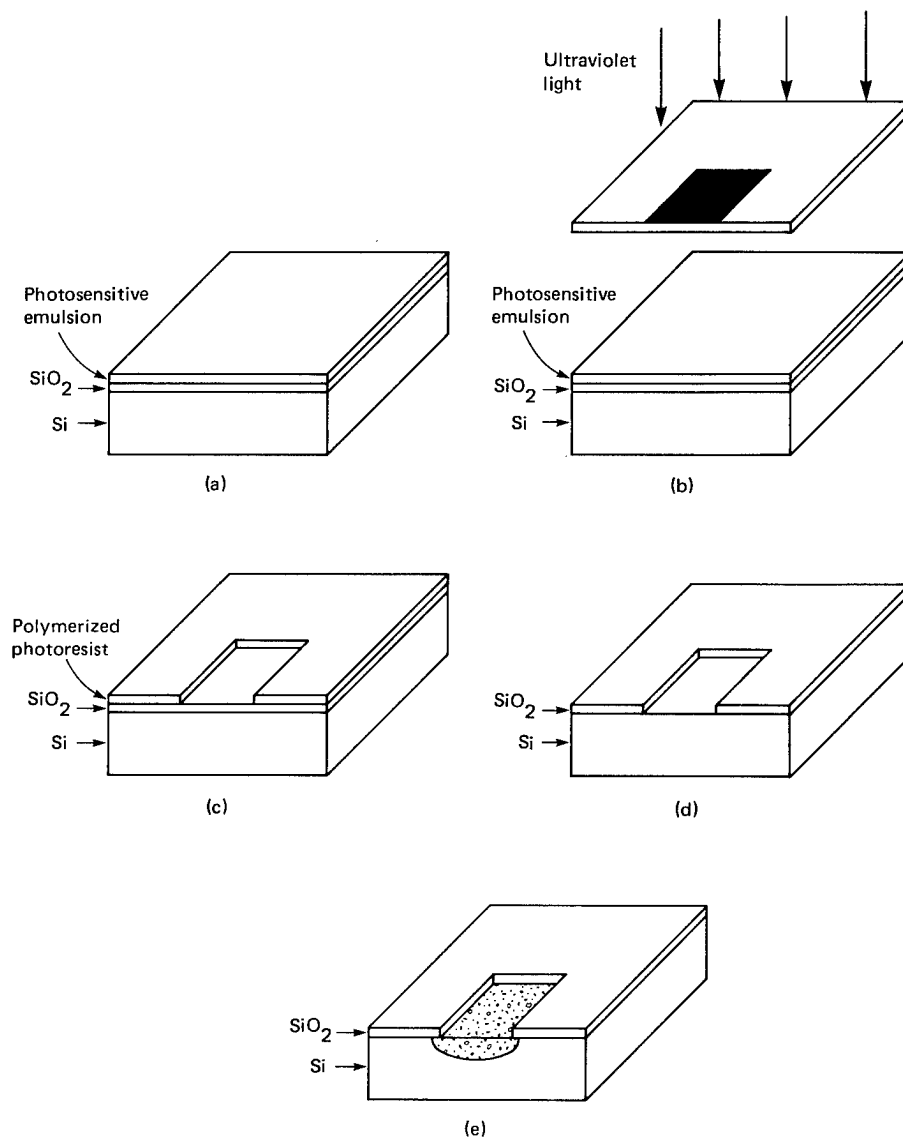 Ultraviolet
light
Photosensitive
emulsion
SiO2
Si
(a)
Photosensitive
emulsion
SiO2
Si
(b)
Polymerized
photoresist
SiO2
Si
(c)
SiO2
Si
(d)
SiO2
Si
(e)